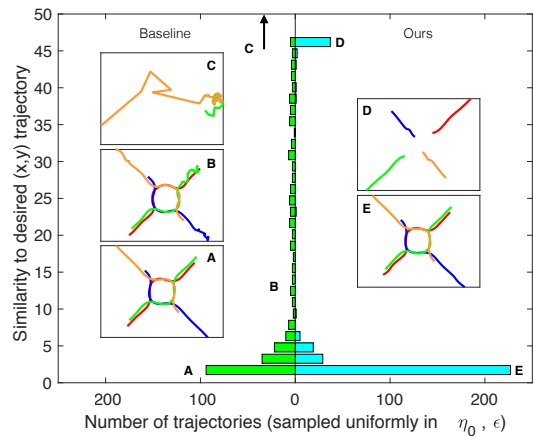 Baseline
Ours
C
D
50
45
40
35
30
25
20
15
10
5
0
Similarity to desired (x,y) trajectory
C
B
A
D
E
B
A
E
200
100
0
100
200
Number of trajectories (sampled uniformly in η₀ , ϵ)